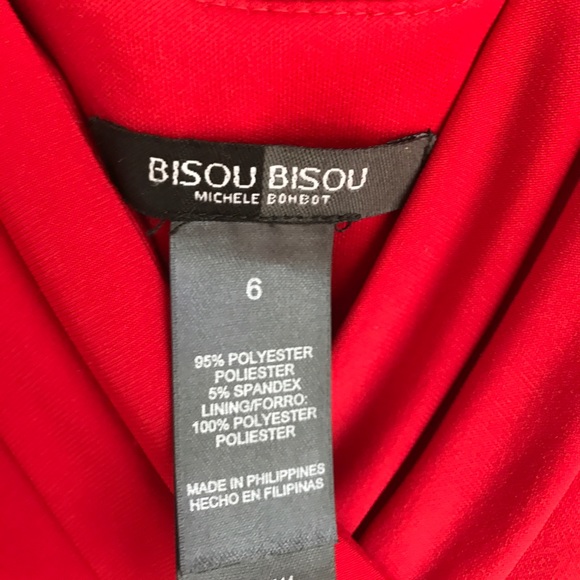 BISOU BISOU
MICHELE BOHBOT
6
95% POLYESTER
POLIESTER
5% SPANDEX
LINING/FORRO:
100% POLYESTER
POLIESTER
MADE IN PHILIPPINES
HECHO EN FILIPINAS